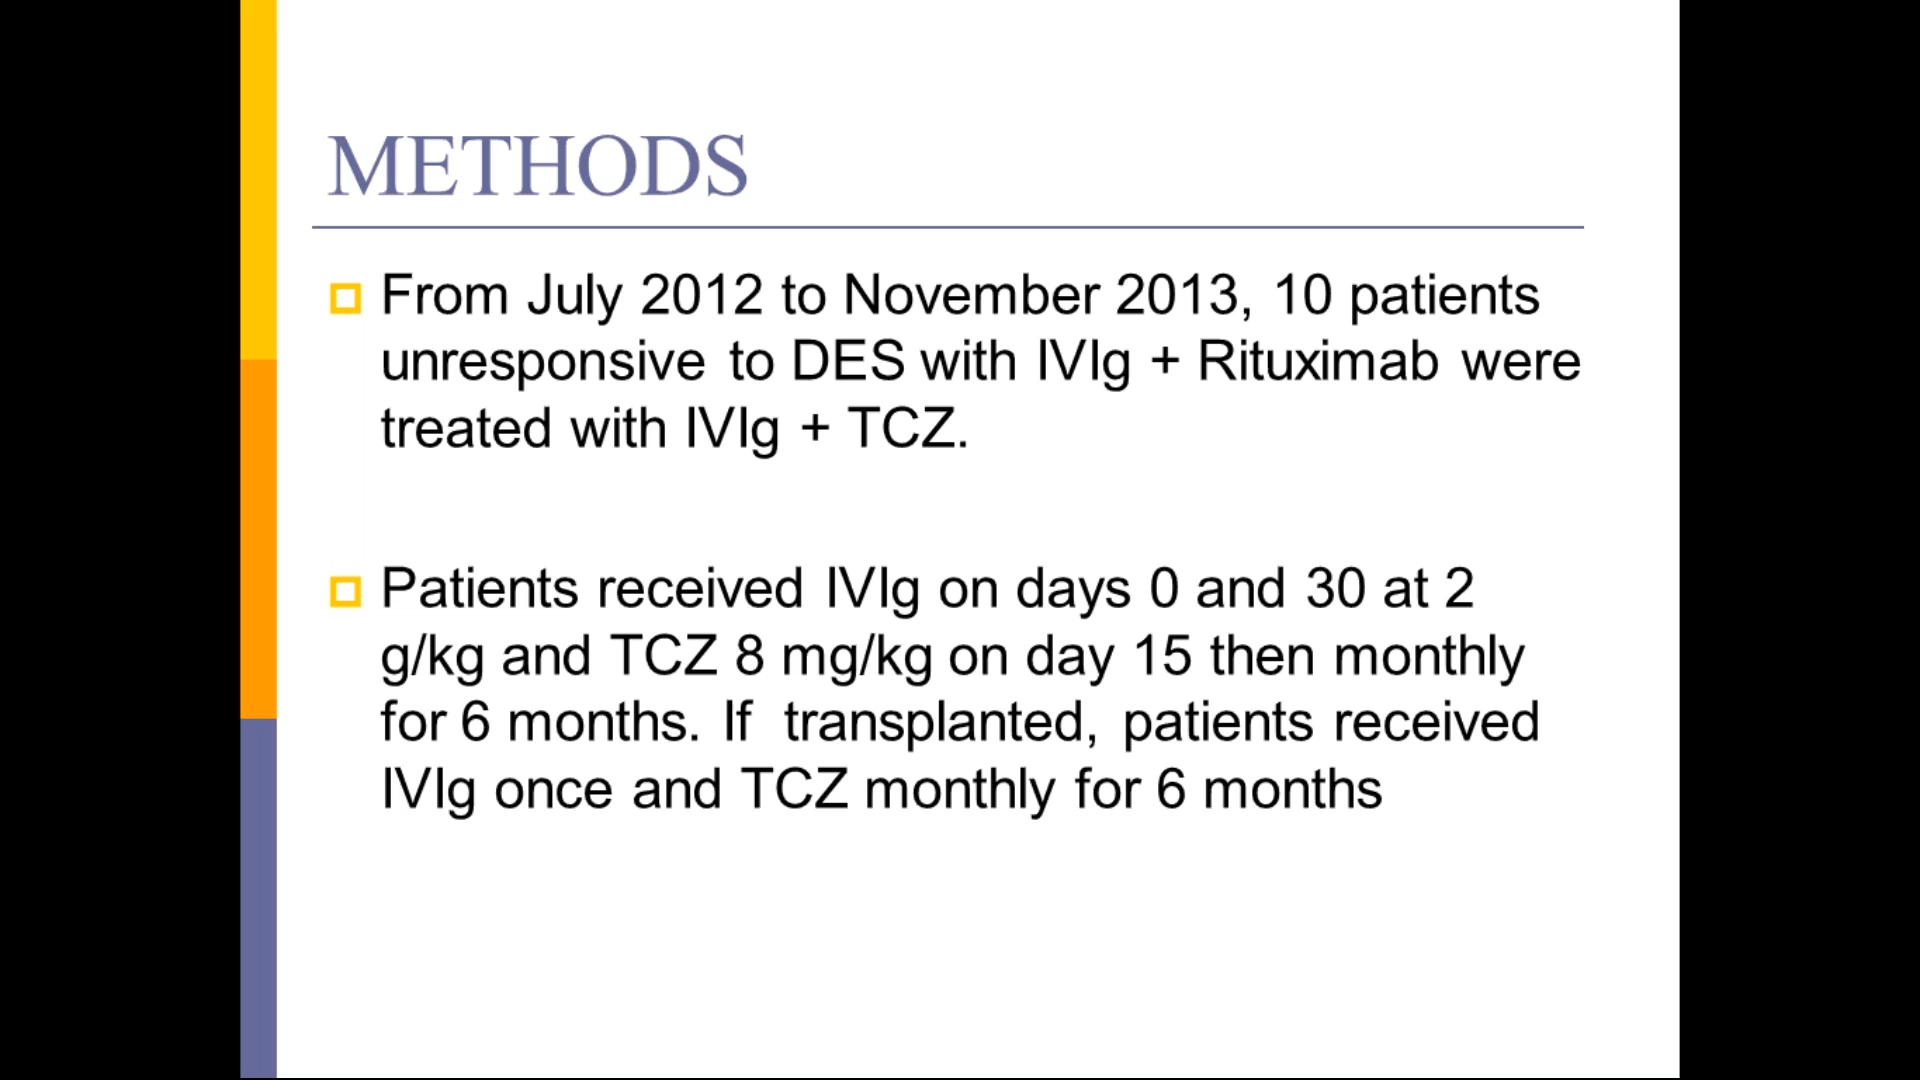 METHODS
From July 2012 to November 2013, 10 patients
unresponsive to DES with IVIg + Rituximab were
treated with IVIg + TCZ.
Patients received IVIg on days 0 and 30 at 2
g/kg and TCZ 8 mg/kg on day 15 then monthly
for 6 months. If transplanted, patients received
IVIg once and TCZ monthly for 6 months